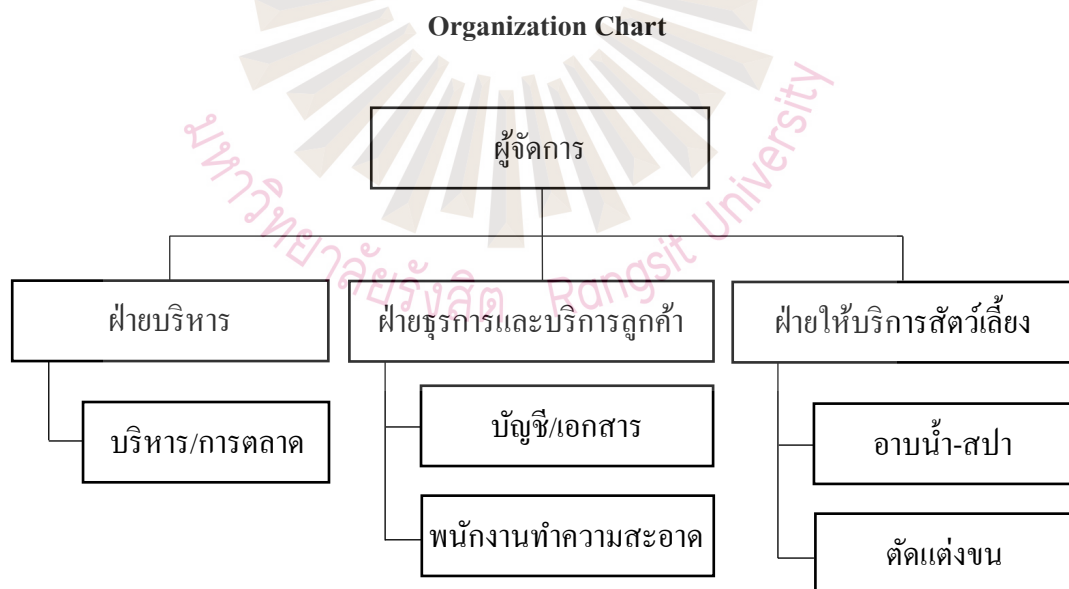 Organization Chart
ผู้จัดการ
มหาวิทยาลัยรังสิต Rangsit University
ฝ่ายบริหาร
ฝ่ายธุรการและบริการลูกค้า
ฝ่ายให้บริการสัตว์เลี้ยง
บริหาร/การตลาด
บัญชี/เอกสาร
อาบน้ำ-สปา
พนักงานทำความสะอาด
ตัดแต่งขน